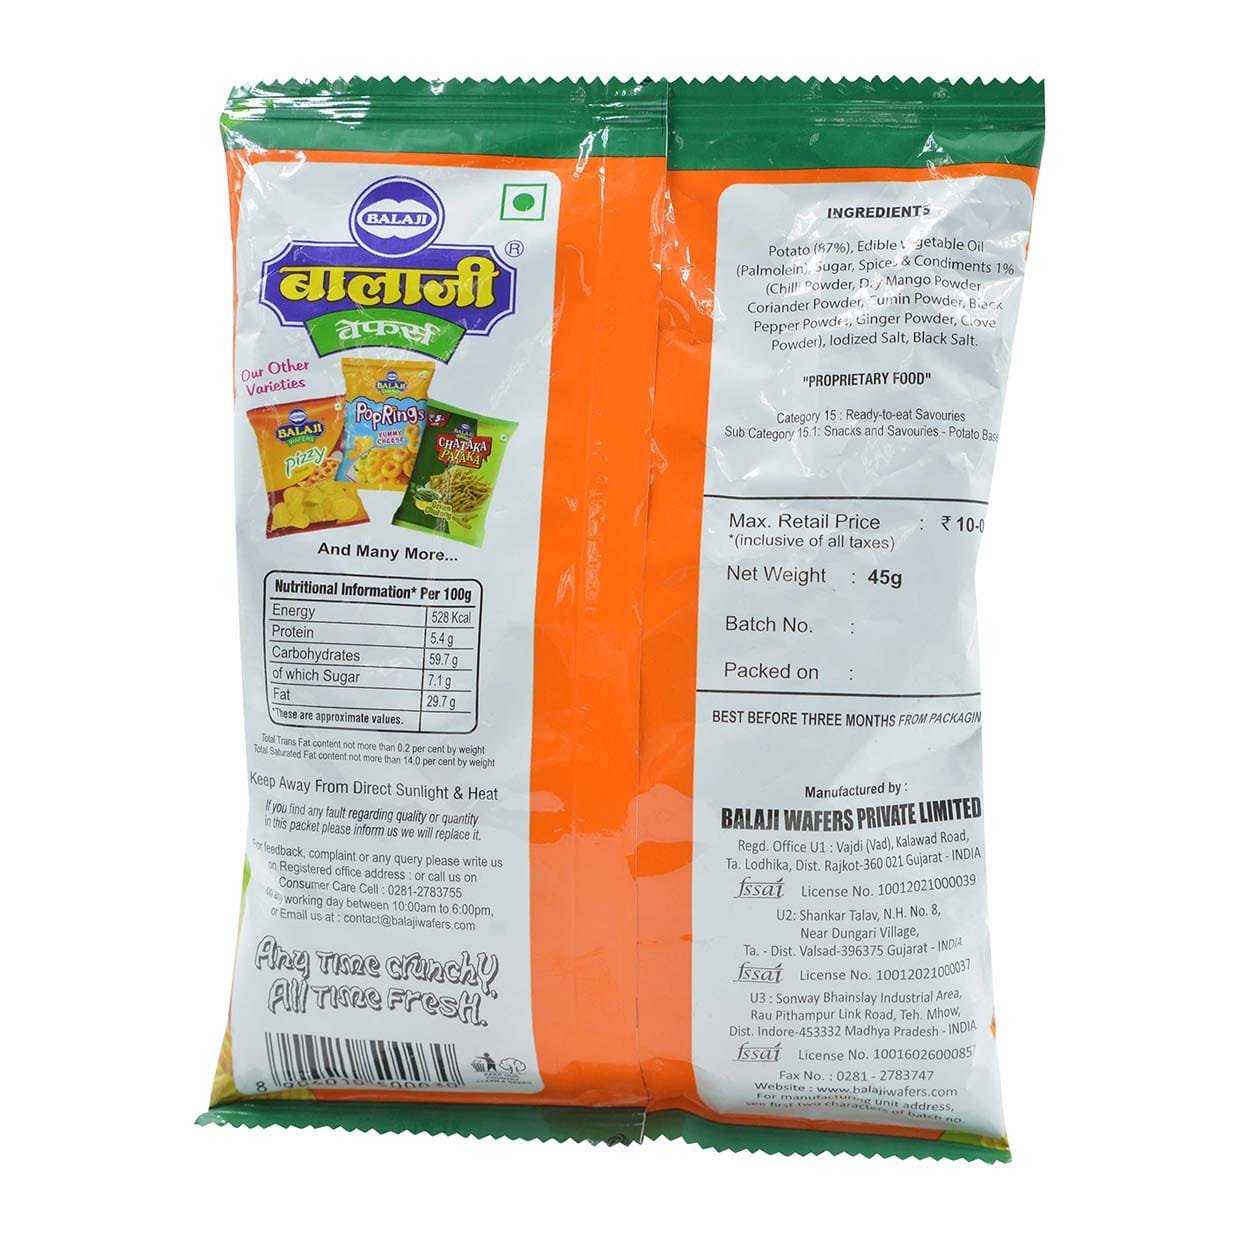 BALAJI
®
बालाजी
वेफर्स
Our Other
Varieties
BALAJI
WAFERS
pizzy
BALAJI
PopRings
YUMMY
CHEESE
₹5/-
BALAJI
CHATAKA
PATAKA
And Many More...
Nutritional Information* Per 100g
Energy 528 Kcal
Protein 5.4 g
Carbohydrates 59.7 g
of which Sugar 7.1 g
Fat 29.7 g
*These are approximate values.
Total Trans Fat content not more than 0.2 per cent by weight
Total Saturated Fat content not more than 14.0 per cent by weight
Keep Away From Direct Sunlight & Heat
If you find any fault regarding quality or quantity
in this packet please inform us we will replace it.
For feedback, complaint or any query please write us
on Registered office address : or call us on
Consumer Care Cell : 0281-2783755
on any working day between 10:00am to 6:00pm,
or Email us at : contact@balajiwafers.com
Any Time Crunchy,
All Time Fresh.
KEEP OUR
COUNTRY
CLEAN & GREEN
INGREDIENTS
Potato (87%), Edible Vegetable Oil
(Palmolein), Sugar, Spices & Condiments 1%
(Chilli Powder, Dry Mango Powder
Coriander Powder, Cumin Powder, Black
Pepper Powder, Ginger Powder, Clove
Powder), Iodized Salt, Black Salt.
"PROPRIETARY FOOD"
Category 15 : Ready-to-eat Savouries
Sub Category 15.1: Snacks and Savouries - Potato Base
Max. Retail Price : ₹ 10-0
*(inclusive of all taxes)
Net Weight : 45g
Batch No. :
Packed on :
BEST BEFORE THREE MONTHS FROM PACKAGIN
Manufactured by :
BALAJI WAFERS PRIVATE LIMITED
Regd. Office U1 : Vajdi (Vad), Kalawad Road,
Ta. Lodhika, Dist. Rajkot-360 021 Gujarat - INDIA
fssai License No. 10012021000039
U2: Shankar Talav, N.H. No. 8,
Near Dungari Village,
Ta. - Dist. Valsad-396375 Gujarat - INDIA.
fssai License No. 10012021000037
U3 : Sonway Bhainslay Industrial Area,
Rau Pithampur Link Road, Teh. Mhow,
Dist. Indore-453332 Madhya Pradesh - INDIA
fssai License No. 10016026000857
Fax No. : 0281 - 2783747
Website : www.balajiwafers.com
For manufacturing unit address,
see first two characters of batch no.